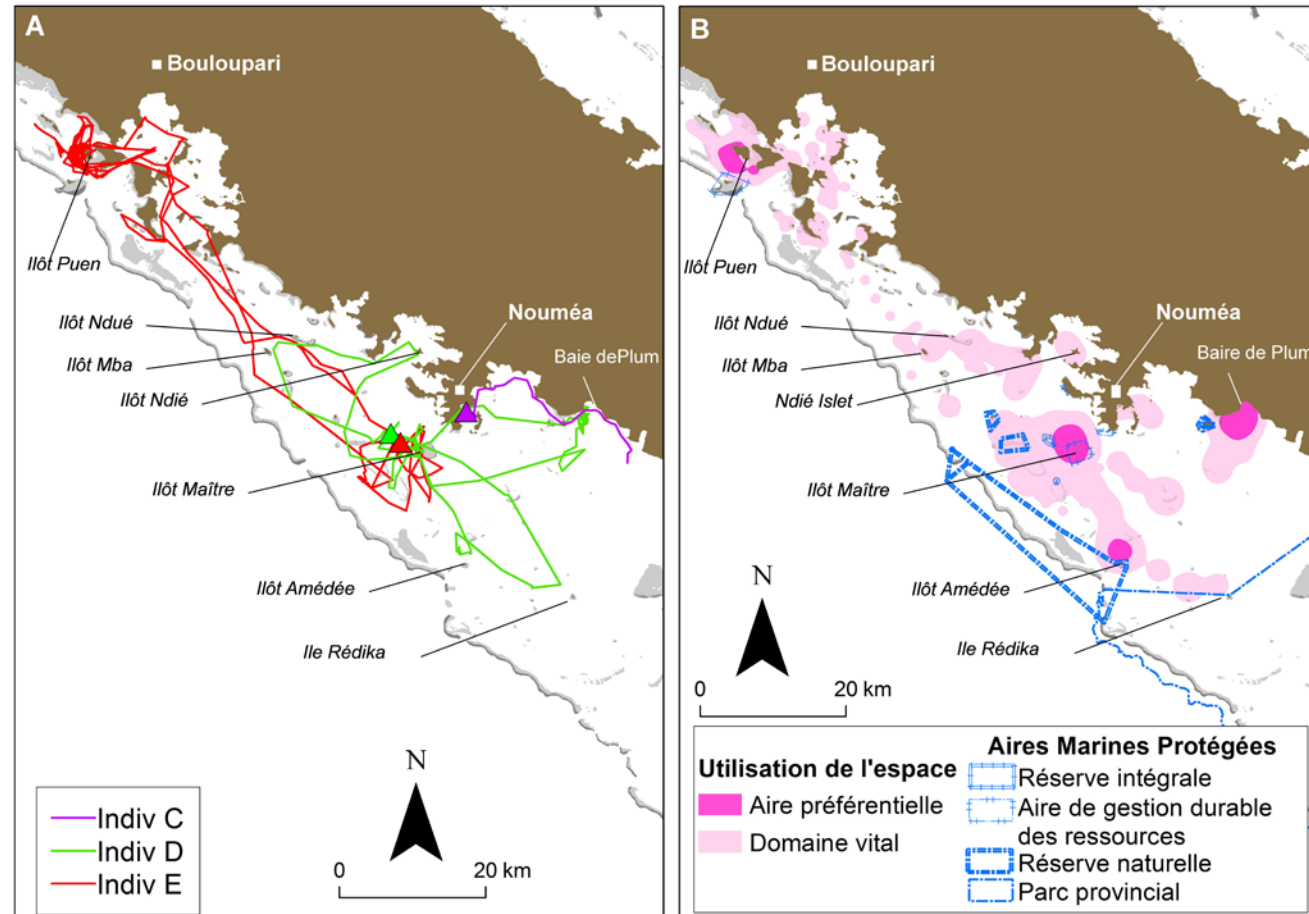 A
Bouloupari
Ilôt Puen
Ilôt Ndué
Ilôt Mba
Ilôt Ndié
Nouméa
Baie dePlum
Ilôt Maître
Ilôt Amédée
Ile Rédika
N
0 20 km
Indiv C
Indiv D
Indiv E
B
Bouloupari
Ilôt Puen
Ilôt Ndué
Ilôt Mba
Ndié Islet
Nouméa
Baire de Plum
Ilôt Maître
Ilôt Amédée
Ile Rédika
N
0 20 km
Utilisation de l'espace
Aire préférentielle
Domaine vital
Aires Marines Protégées
Réserve intégrale
Aire de gestion durable
des ressources
Réserve naturelle
Parc provincial